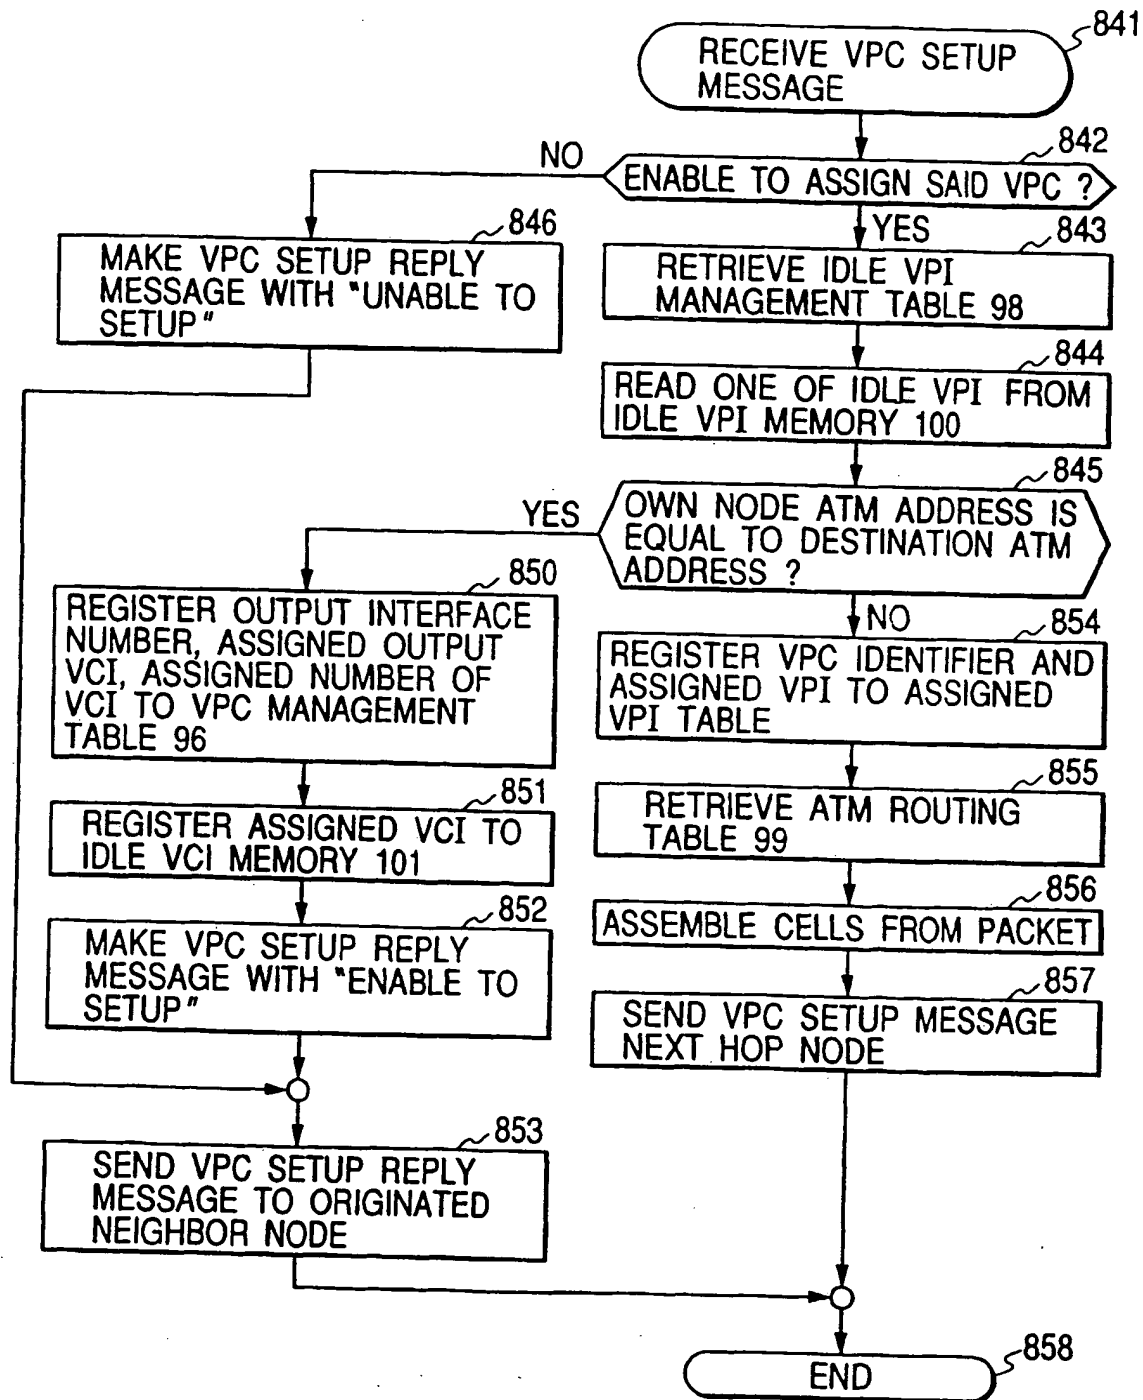 841
RECEIVE VPC SETUP
MESSAGE
842
NO
ENABLE TO ASSIGN SAID VPC ?
YES
843
846
MAKE VPC SETUP REPLY
MESSAGE WITH "UNABLE TO
SETUP"
RETRIEVE IDLE VPI
MANAGEMENT TABLE 98
844
READ ONE OF IDLE VPI FROM
IDLE VPI MEMORY 100
845
YES
OWN NODE ATM ADDRESS IS
EQUAL TO DESTINATION ATM
ADDRESS ?
NO
850
REGISTER OUTPUT INTERFACE
NUMBER, ASSIGNED OUTPUT
VCI, ASSIGNED NUMBER OF
VCI TO VPC MANAGEMENT
TABLE 96
854
REGISTER VPC IDENTIFIER AND
ASSIGNED VPI TO ASSIGNED
VPI TABLE
851
REGISTER ASSIGNED VCI TO
IDLE VCI MEMORY 101
855
RETRIEVE ATM ROUTING
TABLE 99
852
MAKE VPC SETUP REPLY
MESSAGE WITH "ENABLE TO
SETUP"
856
ASSEMBLE CELLS FROM PACKET
857
SEND VPC SETUP MESSAGE
NEXT HOP NODE
853
SEND VPC SETUP REPLY
MESSAGE TO ORIGINATED
NEIGHBOR NODE
858
END